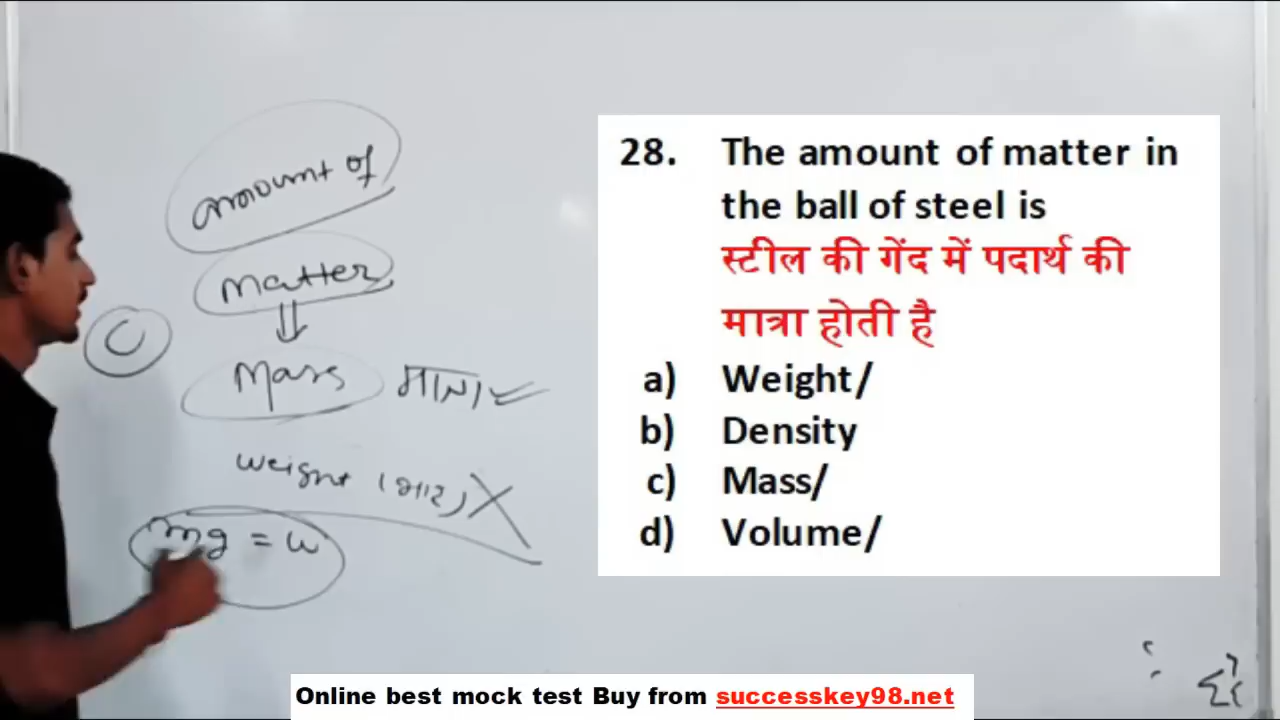 amount of
matter
C
Mass मात्रा
weight (भार)
mg = w
28. The amount of matter in
the ball of steel is
स्टील की गेंद में पदार्थ की
मात्रा होती है
a) Weight/
b) Density
c) Mass/
d) Volume/
Online best mock test Buy from successkey98.net